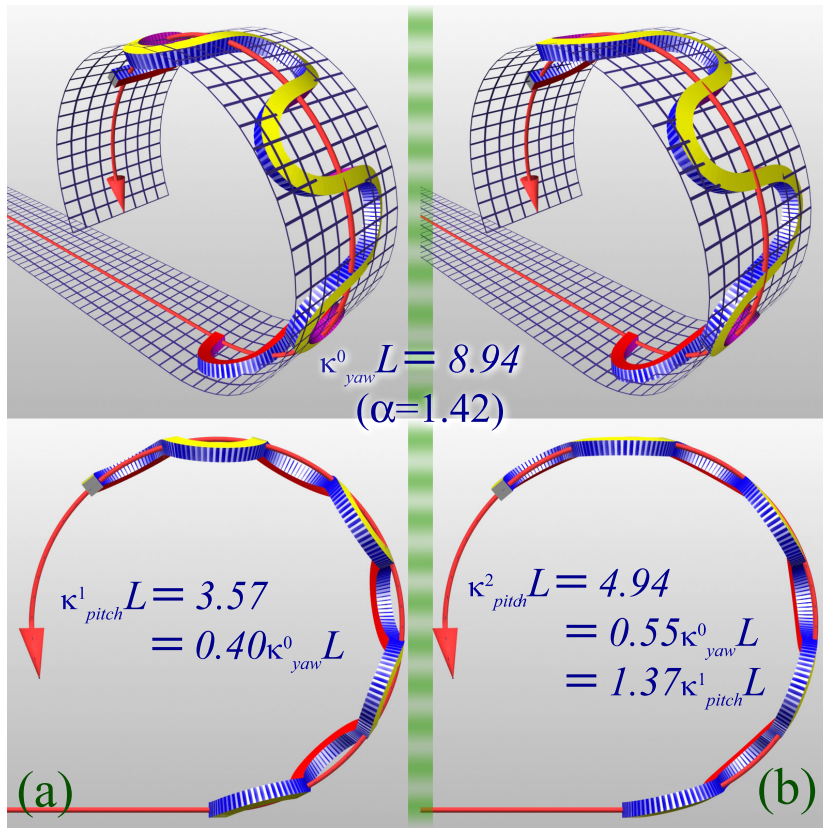 κ⁰yawL = 8.94
(α=1.42)
κ¹pitchL = 3.57
= 0.40κ⁰yawL
κ²pitchL = 4.94
= 0.55κ⁰yawL
= 1.37κ¹pitchL
(a)
(b)